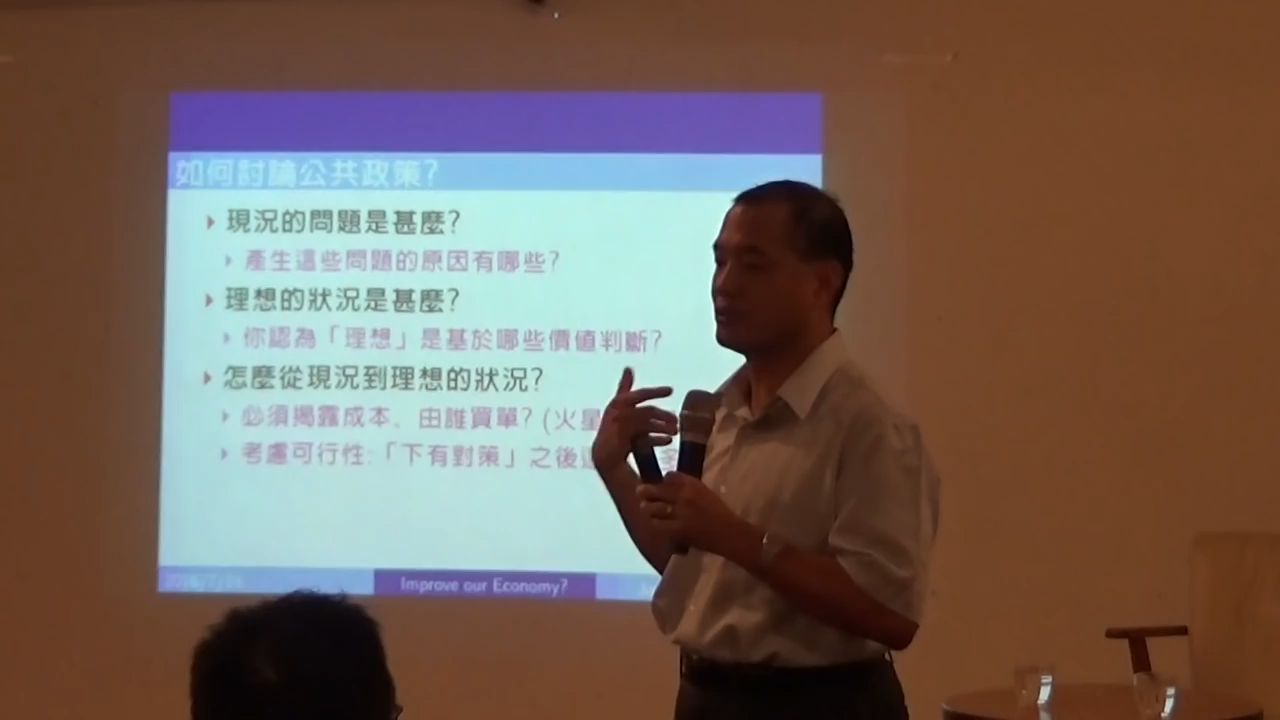 如何討論公共政策?
現況的問題是甚麼?
產生這些問題的原因有哪些?
理想的狀況是甚麼?
你認為「理想」是基於哪些價值判斷?
怎麼從現況到理想的狀況?
必須揭露成本, 由誰買單? (火星
考慮可行性:「下有對策」之後
Improve our Economy?